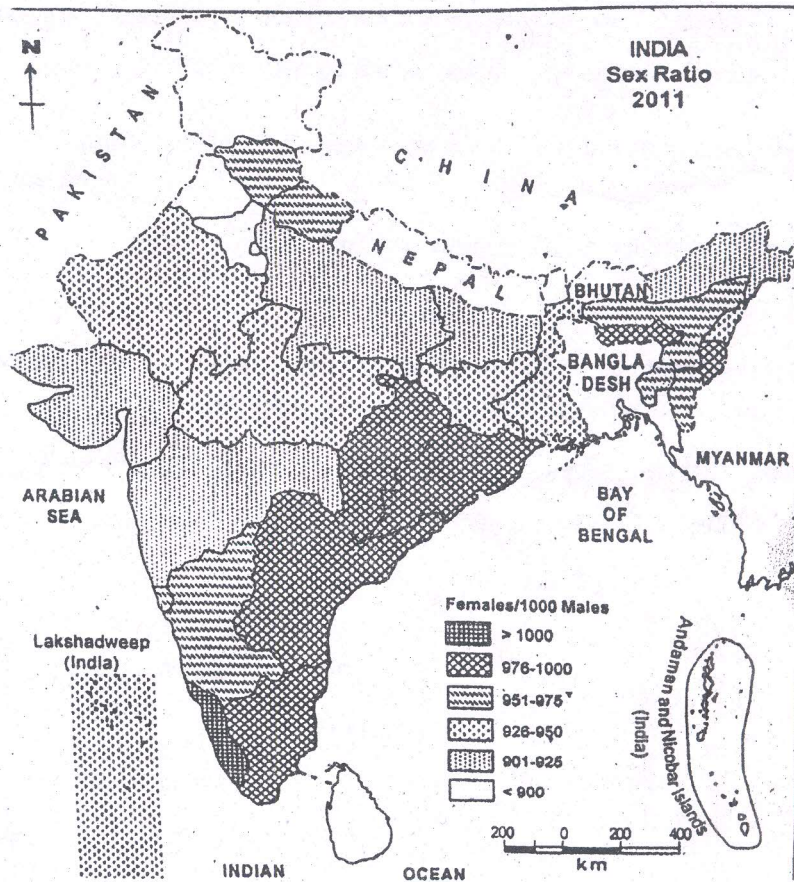 N
INDIA
Sex Ratio
2011
PAKISTAN
CHINA
NEPAL
BHUTAN
BANGLA
DESH
MYANMAR
ARABIAN
SEA
BAY
OF
BENGAL
Lakshadweep
(India)
Females/1000 Males
> 1000
976-1000
951-975
926-950
901-925
< 900
Andaman and Nicobar Islands
(India)
200 0 200 400
km
INDIAN OCEAN